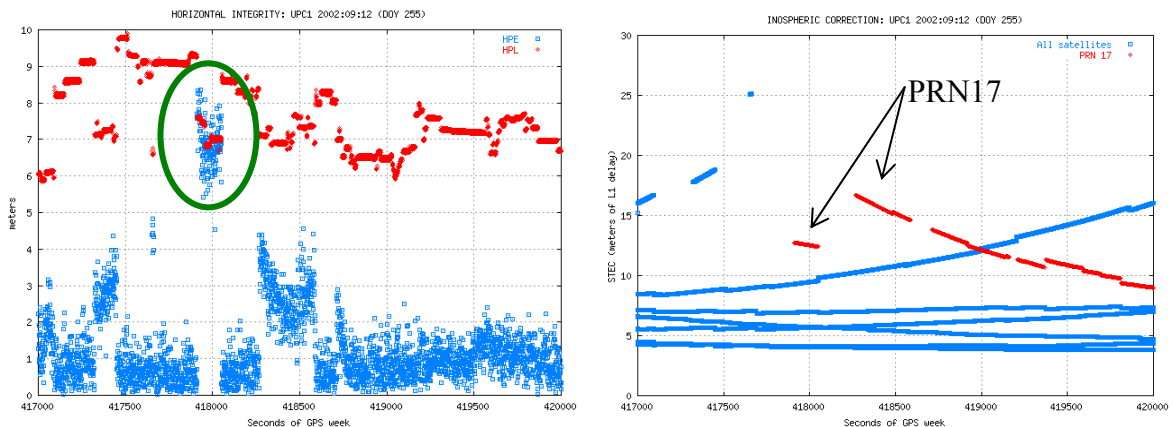 HORIZONTAL INTEGRITY: UPC1 2002:09:12 (DOY 255)
10
9
8
7
6
5
4
3
2
1
0
meters
HPE
HPL
417000 417500 418000 418500 419000 419500 420000
Seconds of GPS week
INOSPHERIC CORRECTION: UPC1 2002:09:12 (DOY 255)
30
25
20
15
10
5
0
STEC (meters of L1 delay)
All satellites
PRN 17
PRN17
417000 417500 418000 418500 419000 419500 420000
Seconds of GPS week